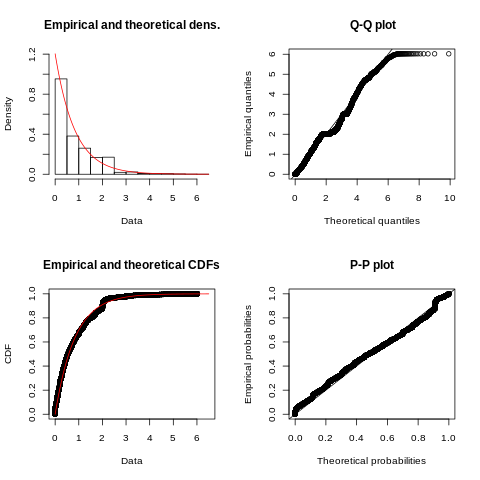 Empirical and theoretical dens.
Density
0.0 0.4 0.8 1.2
0 1 2 3 4 5 6
Data
Q-Q plot
Empirical quantiles
0 1 2 3 4 5 6
0 2 4 6 8 10
Theoretical quantiles
Empirical and theoretical CDFs
CDF
0.0 0.2 0.4 0.6 0.8 1.0
0 1 2 3 4 5 6
Data
P-P plot
Empirical probabilities
0.0 0.2 0.4 0.6 0.8 1.0
0.0 0.2 0.4 0.6 0.8 1.0
Theoretical probabilities